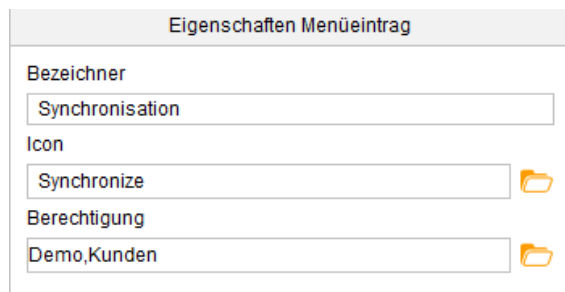 Eigenschaften Menüeintrag
Bezeichner
Synchronisation
Icon
Synchronize
Berechtigung
Demo,Kunden